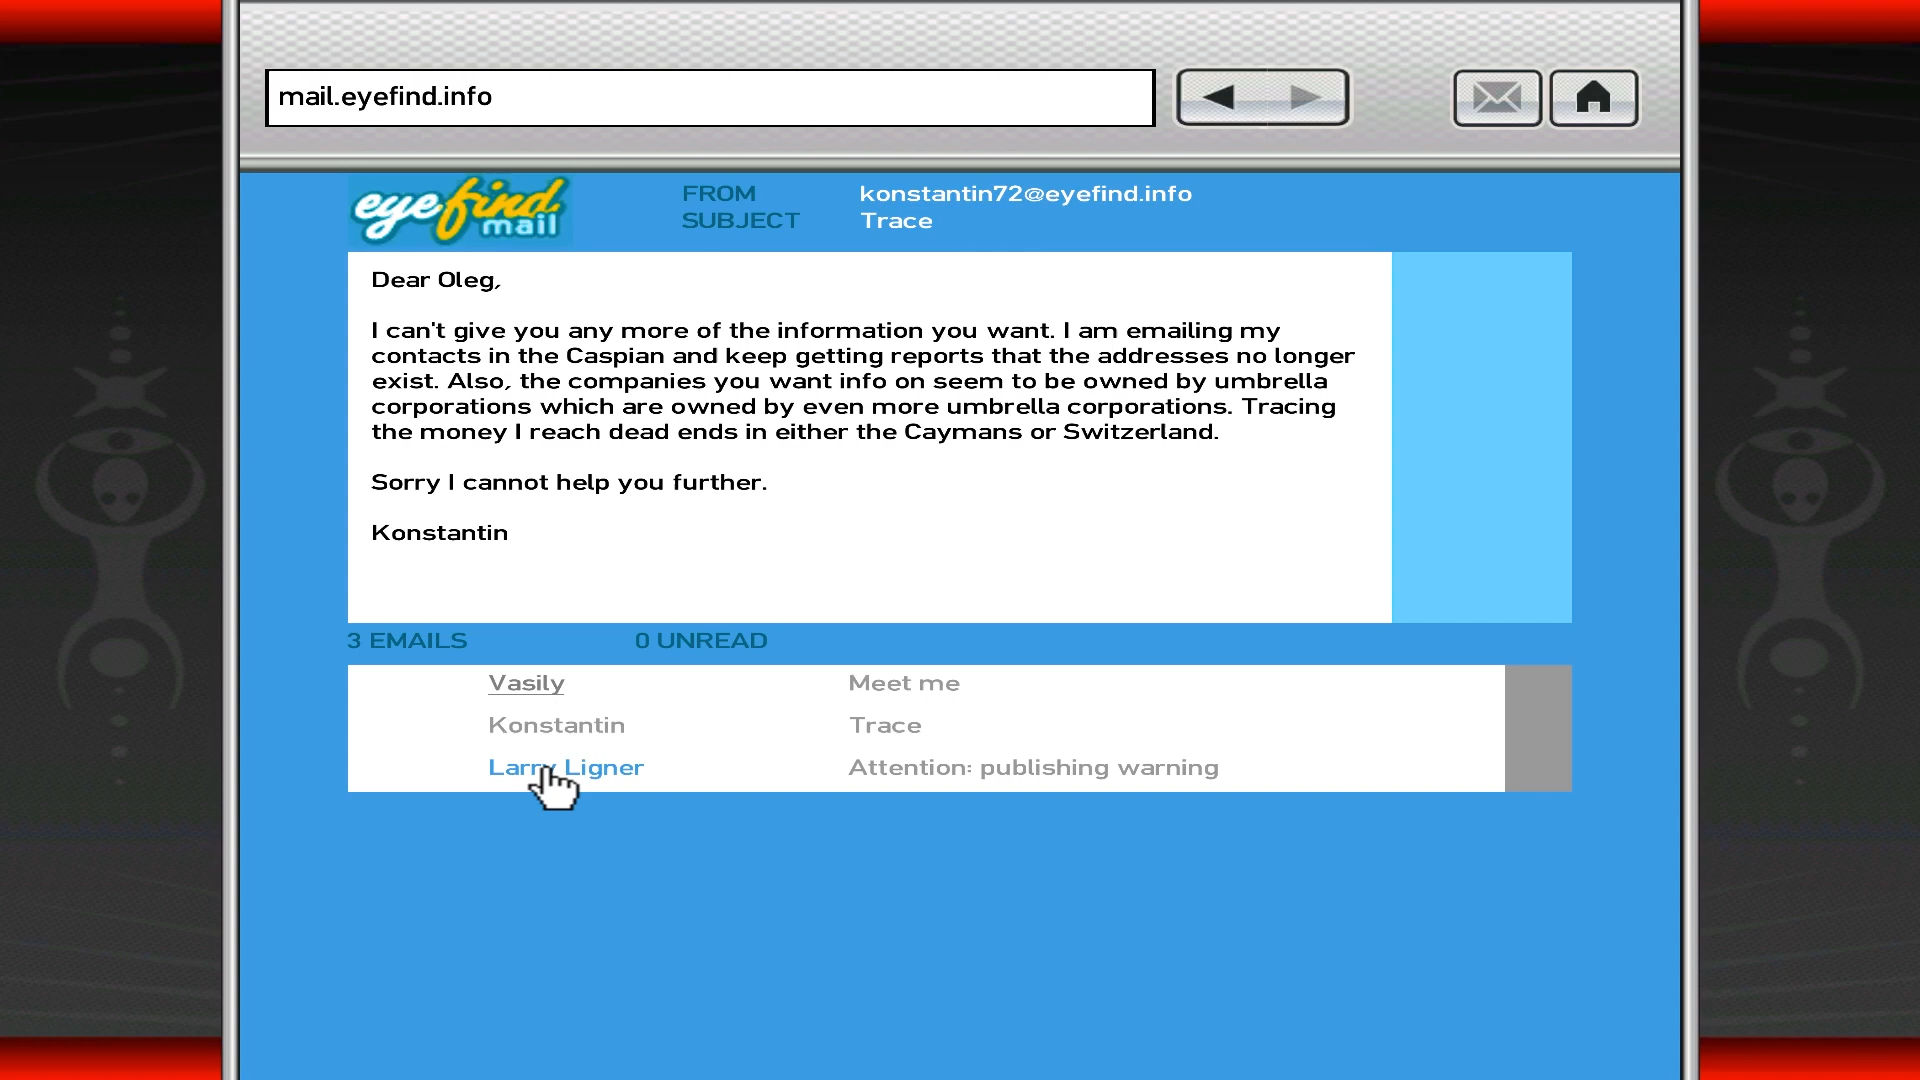 mail.eyefind.info
eyefind
mail
FROM konstantin72@eyefind.info
SUBJECT Trace
Dear Oleg,
I can't give you any more of the information you want. I am emailing my
contacts in the Caspian and keep getting reports that the addresses no longer
exist. Also, the companies you want info on seem to be owned by umbrella
corporations which are owned by even more umbrella corporations. Tracing
the money I reach dead ends in either the Caymans or Switzerland.
Sorry I cannot help you further.
Konstantin
3 EMAILS 0 UNREAD
Vasily Meet me
Konstantin Trace
Larry Ligner Attention: publishing warning